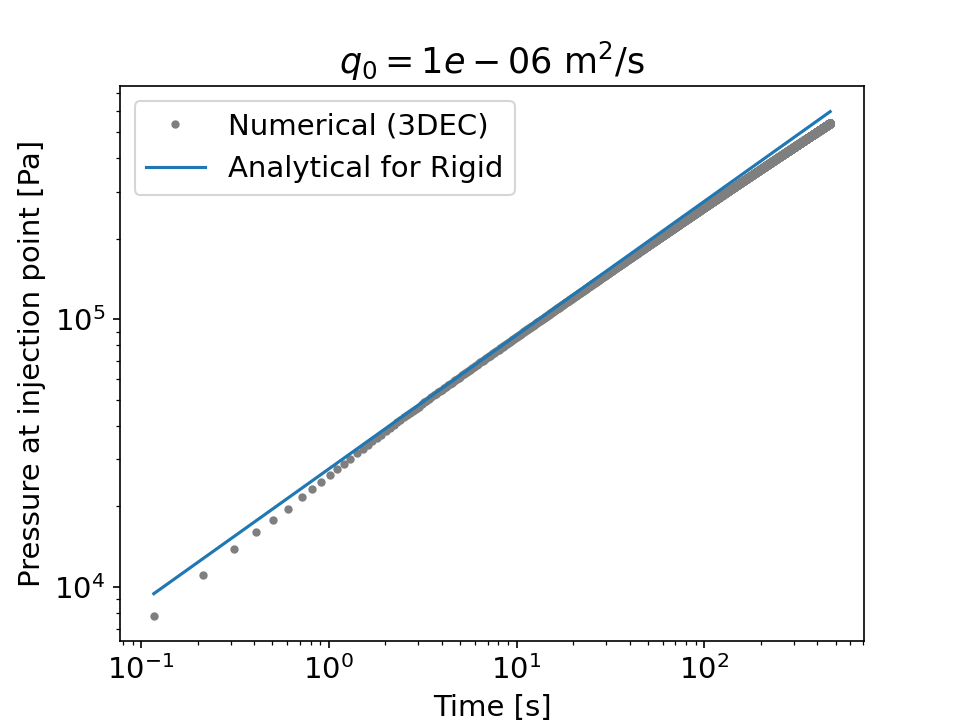 q₀ = 1e − 06 m²/s
Numerical (3DEC)
Analytical for Rigid
Pressure at injection point [Pa]
10⁵
10⁴
10⁻¹ 10⁰ 10¹ 10²
Time [s]